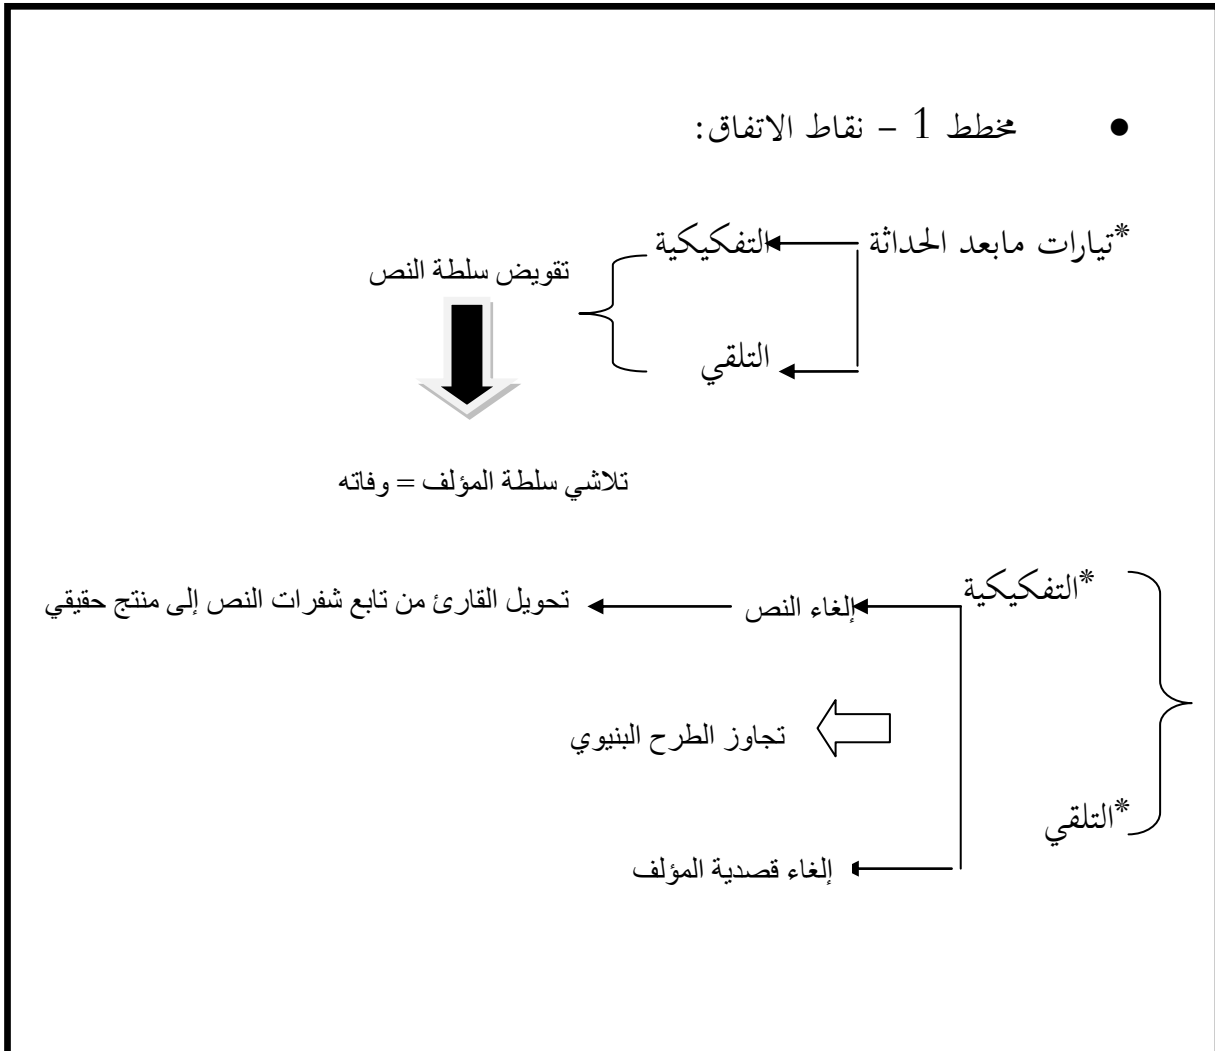 ● مخطط 1 – نقاط الاتفاق:
*تيارات مابعد الحداثة التفكيكية
تقويض سلطة النص
التلقي
تلاشي سلطة المؤلف = وفاته
*التفكيكية إلغاء النص تحويل القارئ من تابع شفرات النص إلى منتج حقيقي
تجاوز الطرح البنيوي
*التلقي
إلغاء قصدية المؤلف